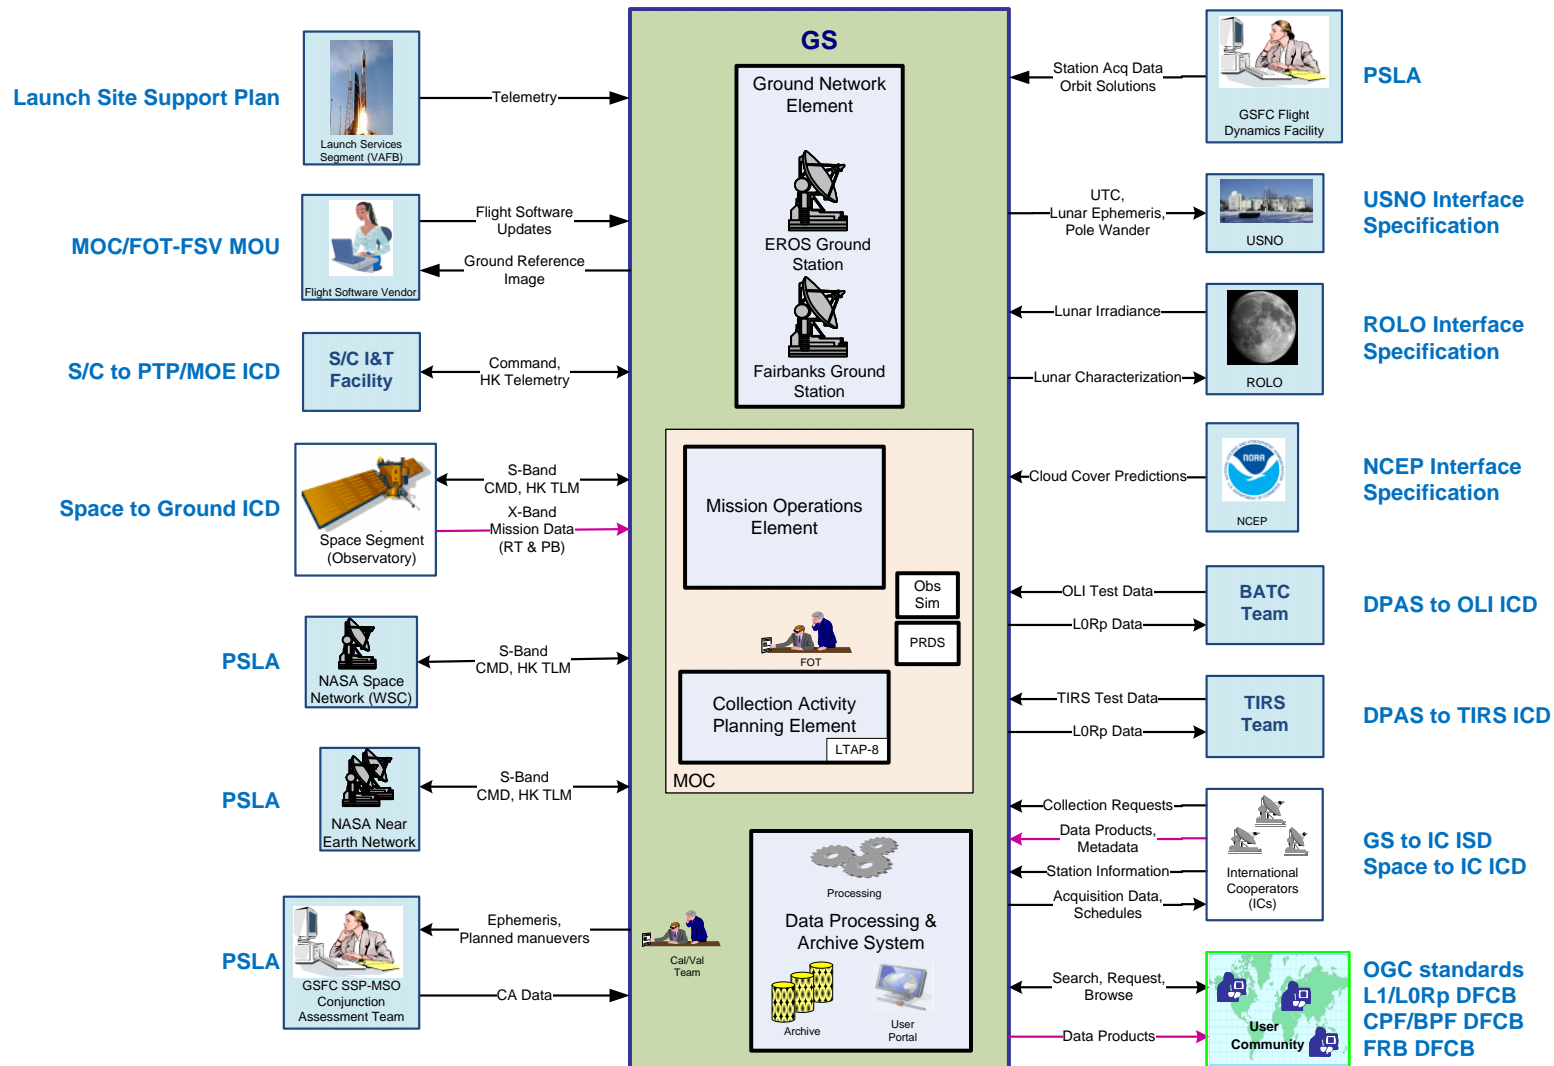 GS
Launch Site Support Plan
Launch Services
Segment (VAFB)
Telemetry
MOC/FOT-FSV MOU
Flight Software Vendor
Flight Software
Updates
Ground Reference
Image
S/C to PTP/MOE ICD
S/C I&T
Facility
Command,
HK Telemetry
Space to Ground ICD
Space Segment
(Observatory)
S-Band
CMD, HK TLM
X-Band
Mission Data
(RT & PB)
PSLA
NASA Space
Network (WSC)
S-Band
CMD, HK TLM
PSLA
NASA Near
Earth Network
S-Band
CMD, HK TLM
PSLA
GSFC SSP-MSO
Conjunction
Assessment Team
Ephemeris,
Planned manuevers
CA Data
Ground Network
Element
EROS Ground
Station
Fairbanks Ground
Station
Mission Operations
Element
Obs
Sim
PRDS
FOT
Collection Activity
Planning Element
LTAP-8
MOC
Processing
Data Processing &
Archive System
Cal/Val
Team
Archive
User
Portal
Station Acq Data
Orbit Solutions
GSFC Flight
Dynamics Facility
PSLA
UTC,
Lunar Ephemeris,
Pole Wander
USNO
USNO Interface
Specification
Lunar Irradiance
Lunar Characterization
ROLO
ROLO Interface
Specification
Cloud Cover Predictions
NOAA
NCEP
NCEP Interface
Specification
OLI Test Data
L0Rp Data
BATC
Team
DPAS to OLI ICD
TIRS Test Data
L0Rp Data
TIRS
Team
DPAS to TIRS ICD
Collection Requests
Data Products,
Metadata
Station Information
Acquisition Data,
Schedules
International
Cooperators
(ICs)
GS to IC ISD
Space to IC ICD
Search, Request,
Browse
Data Products
User
Community
OGC standards
L1/L0Rp DFCB
CPF/BPF DFCB
FRB DFCB